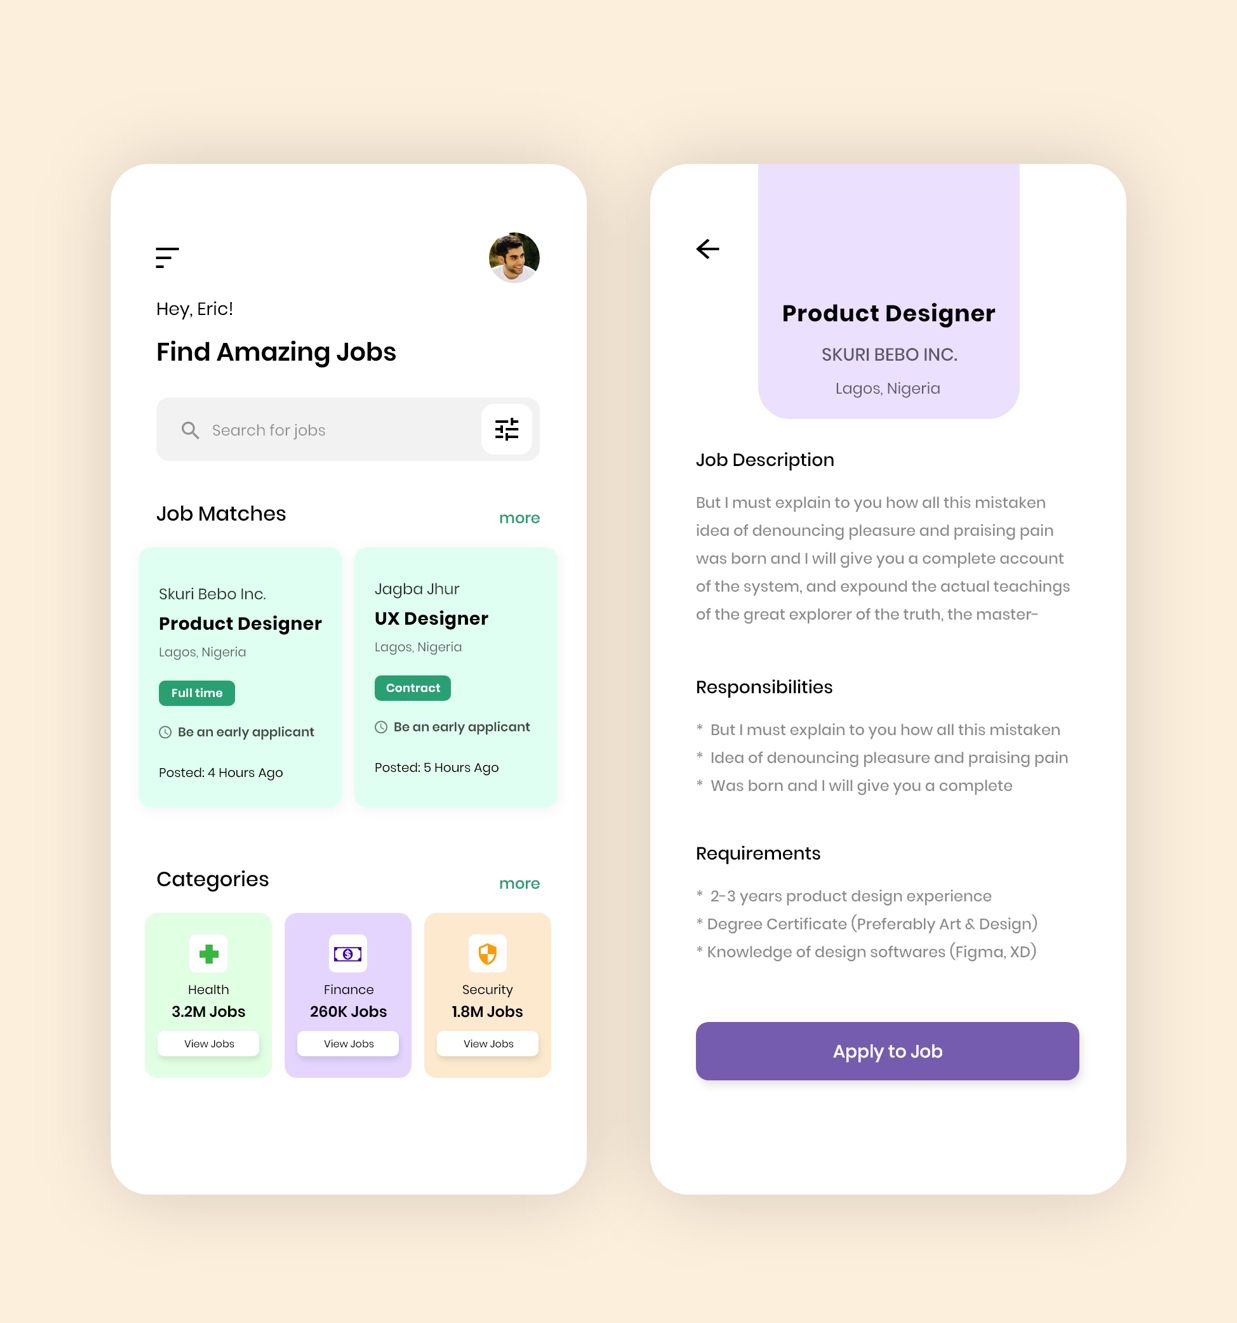 Hey, Eric!
Find Amazing Jobs
Search for jobs
Job Matches
more
Skuri Bebo Inc.
Product Designer
Lagos, Nigeria
Full time
Be an early applicant
Posted: 4 Hours Ago
Jagba Jhur
UX Designer
Lagos, Nigeria
Contract
Be an early applicant
Posted: 5 Hours Ago
Categories
more
Health
3.2M Jobs
View Jobs
Finance
260K Jobs
View Jobs
Security
1.8M Jobs
View Jobs
Product Designer
SKURI BEBO INC.
Lagos, Nigeria
Job Description
But I must explain to you how all this mistaken
idea of denouncing pleasure and praising pain
was born and I will give you a complete account
of the system, and expound the actual teachings
of the great explorer of the truth, the master-
Responsibilities
* But I must explain to you how all this mistaken
* Idea of denouncing pleasure and praising pain
* Was born and I will give you a complete
Requirements
* 2-3 years product design experience
* Degree Certificate (Preferably Art & Design)
* Knowledge of design softwares (Figma, XD)
Apply to Job